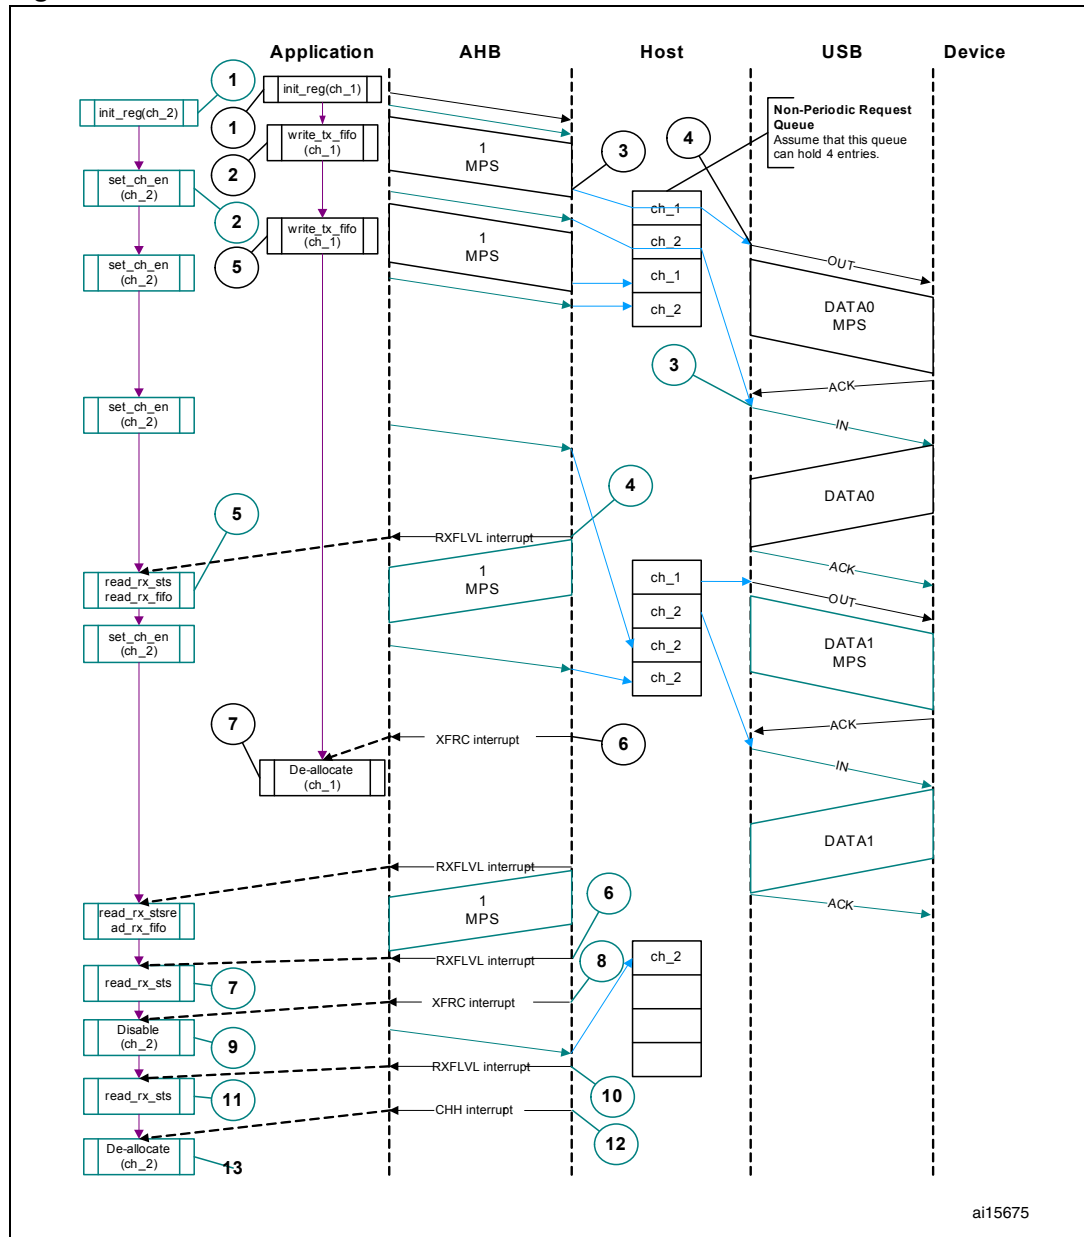 Application
AHB
Host
USB
Device
1
init_reg(ch_2)
init_reg(ch_1)
1
Non-Periodic Request
Queue
Assume that this queue
can hold 4 entries.
write_tx_fifo
(ch_1)
2
1
MPS
3
4
set_ch_en
(ch_2)
2
ch_1
ch_2
ch_1
ch_2
write_tx_fifo
(ch_1)
5
1
MPS
set_ch_en
(ch_2)
OUT
DATA0
MPS
3
ACK
set_ch_en
(ch_2)
IN
DATA0
5
4
RXFLVL interrupt
read_rx_sts
read_rx_fifo
1
MPS
ACK
ch_1
ch_2
ch_2
ch_2
OUT
set_ch_en
(ch_2)
DATA1
MPS
7
XFRC interrupt
6
ACK
De-allocate
(ch_1)
IN
DATA1
RXFLVL interrupt
read_rx_stsre
ad_rx_fifo
1
MPS
6
ACK
RXFLVL interrupt
8
ch_2
read_rx_sts
7
XFRC interrupt
Disable
(ch_2)
9
RXFLVL interrupt
10
read_rx_sts
11
CHH interrupt
12
De-allocate
(ch_2)
13
ai15675